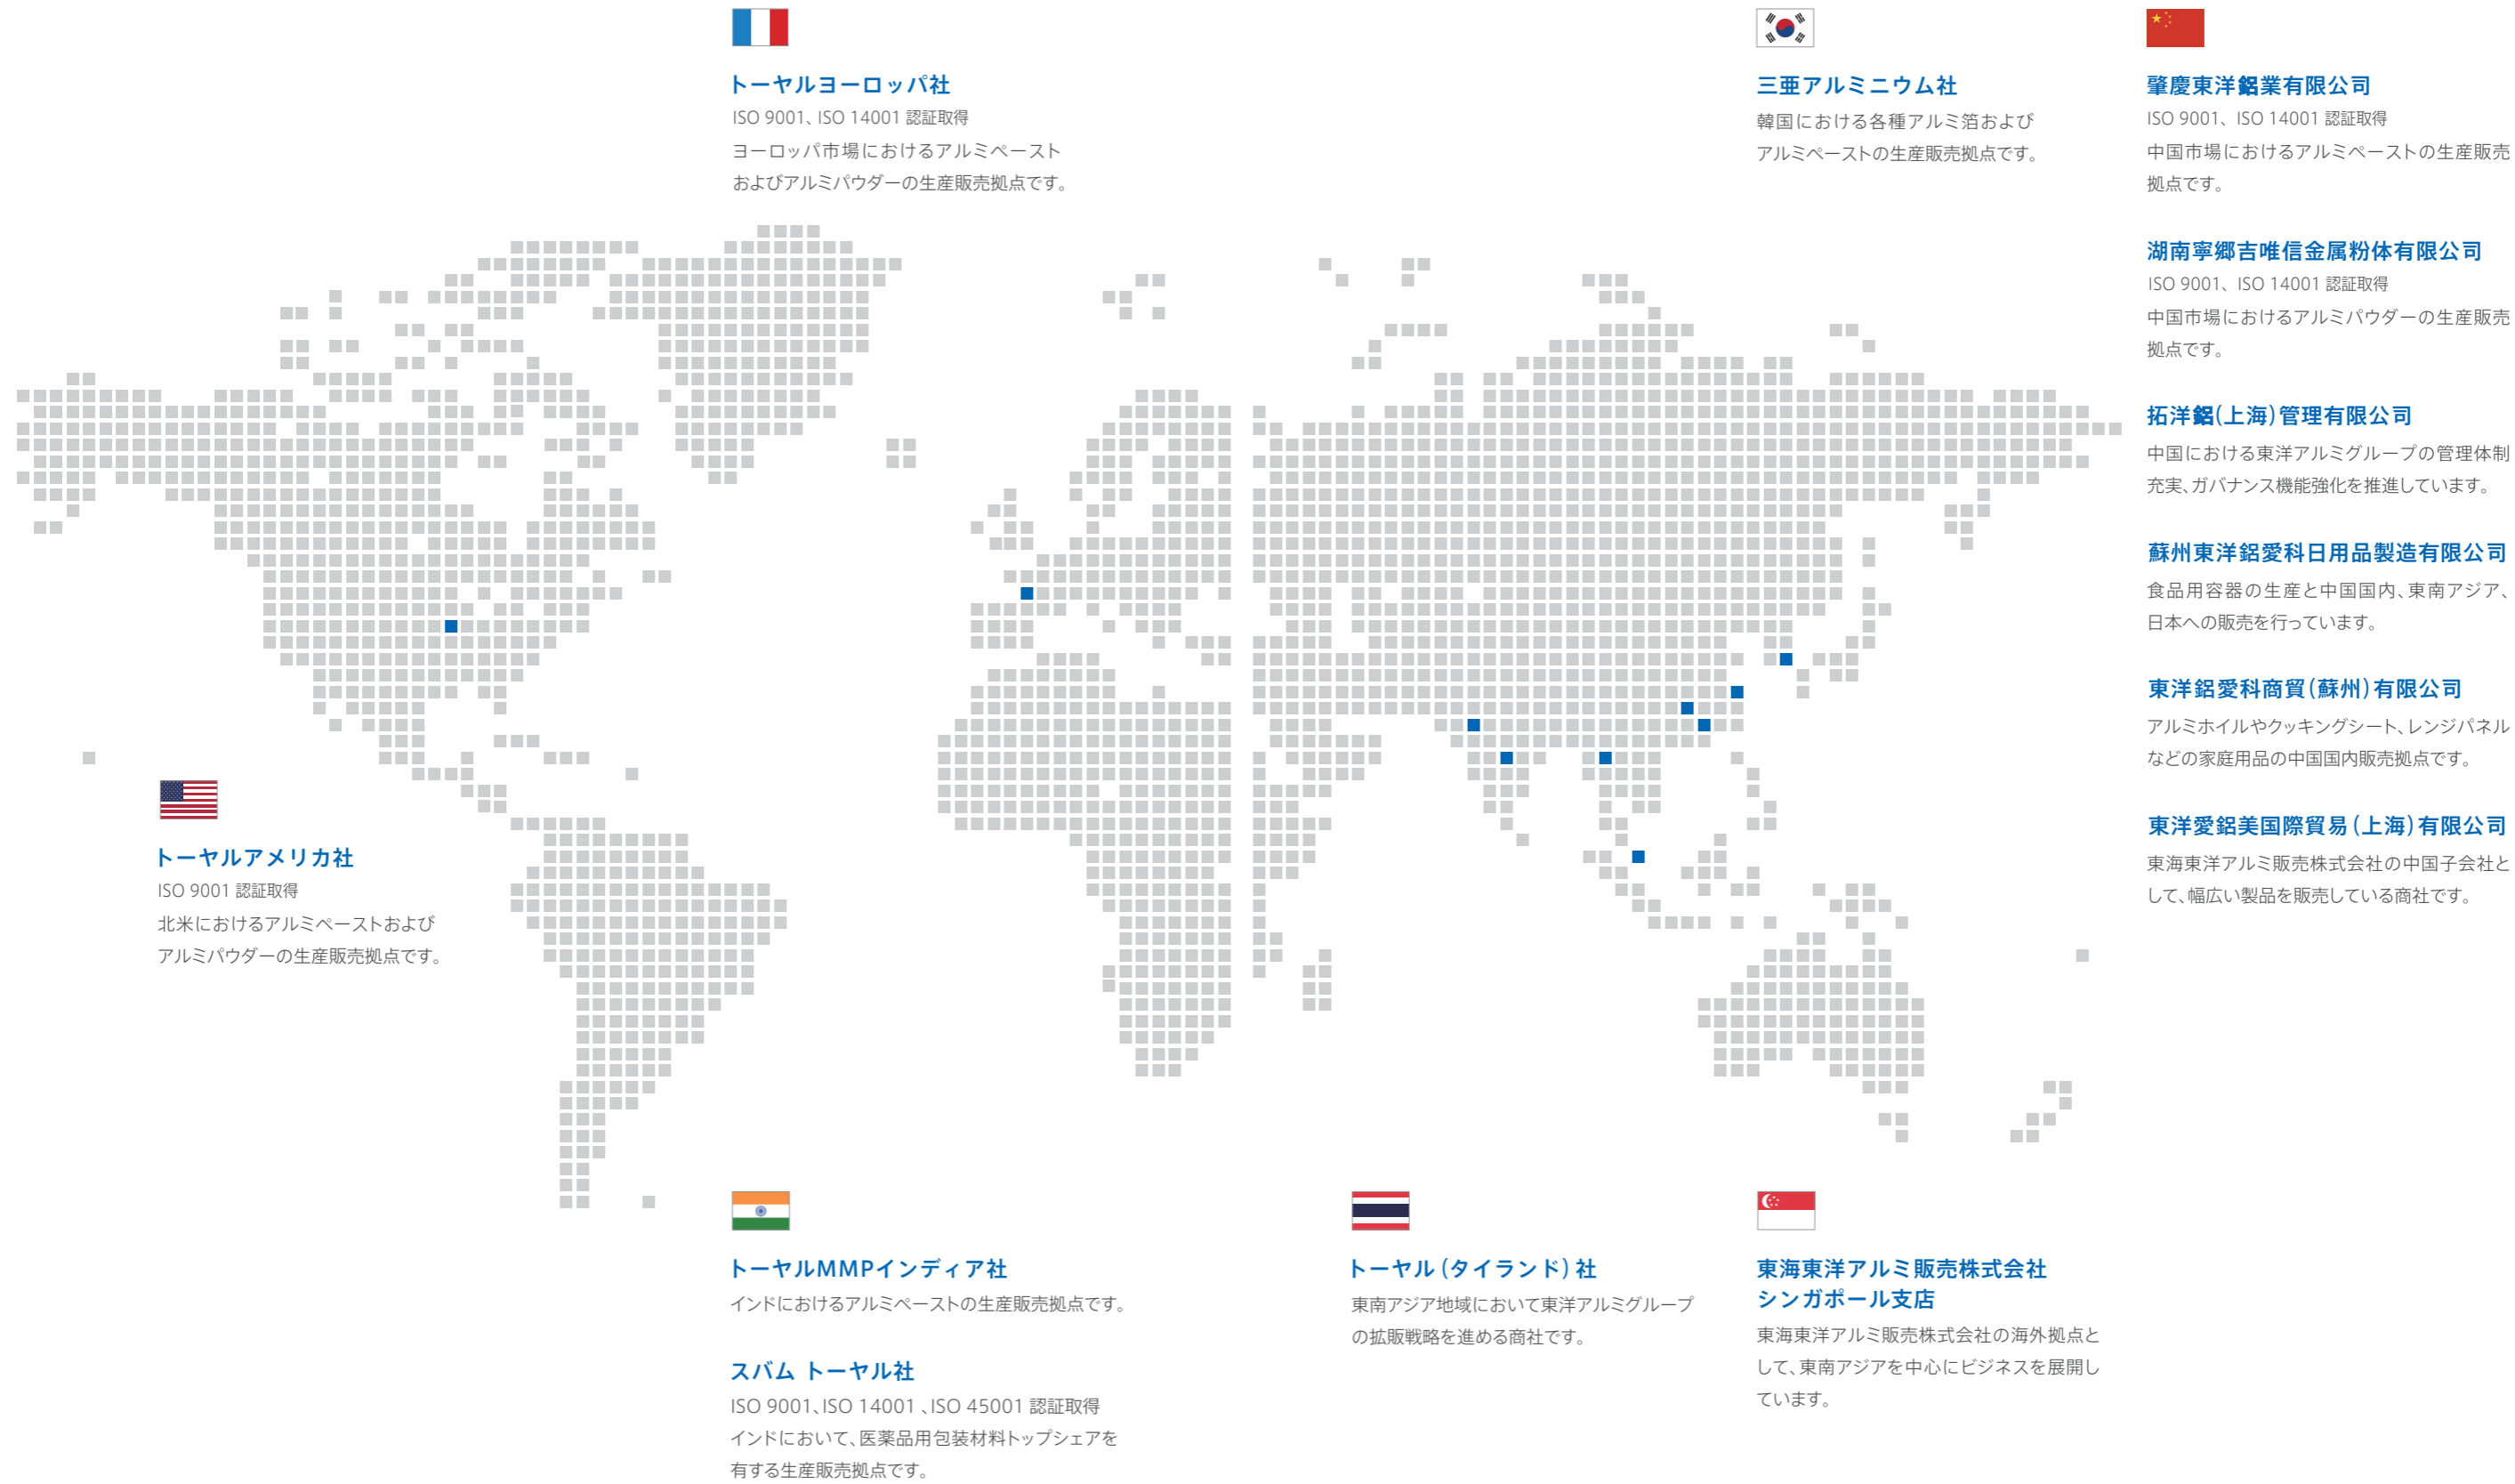 トーヤルヨーロッパ社
ISO 9001、ISO 14001 認証取得
ヨーロッパ市場におけるアルミペースト
およびアルミパウダーの生産販売拠点です。
三亜アルミニウム社
韓国における各種アルミ箔および
アルミペーストの生産販売拠点です。
肇慶東洋鋁業有限公司
ISO 9001、ISO 14001 認証取得
中国市場におけるアルミペーストの生産販売
拠点です。
湖南寧郷吉唯信金属粉体有限公司
ISO 9001、ISO 14001 認証取得
中国市場におけるアルミパウダーの生産販売
拠点です。
拓洋鋁(上海)管理有限公司
中国における東洋アルミグループの管理体制
充実、ガバナンス機能強化を推進しています。
蘇州東洋鋁愛科日用品製造有限公司
食品用容器の生産と中国国内、東南アジア、
日本への販売を行っています。
東洋鋁愛科商貿(蘇州)有限公司
アルミホイルやクッキングシート、レンジパネル
などの家庭用品の中国国内販売拠点です。
東洋愛鋁美国際貿易(上海)有限公司
東海東洋アルミ販売株式会社の中国子会社と
して、幅広い製品を販売している商社です。
トーヤルアメリカ社
ISO 9001 認証取得
北米におけるアルミペーストおよび
アルミパウダーの生産販売拠点です。
トーヤルMMPインディア社
インドにおけるアルミペーストの生産販売拠点です。
スバム トーヤル社
ISO 9001、ISO 14001 、ISO 45001 認証取得
インドにおいて、医薬品用包装材料トップシェアを
有する生産販売拠点です。
トーヤル(タイランド)社
東南アジア地域において東洋アルミグループ
の拡販戦略を進める商社です。
東海東洋アルミ販売株式会社
シンガポール支店
東海東洋アルミ販売株式会社の海外拠点と
して、東南アジアを中心にビジネスを展開し
ています。